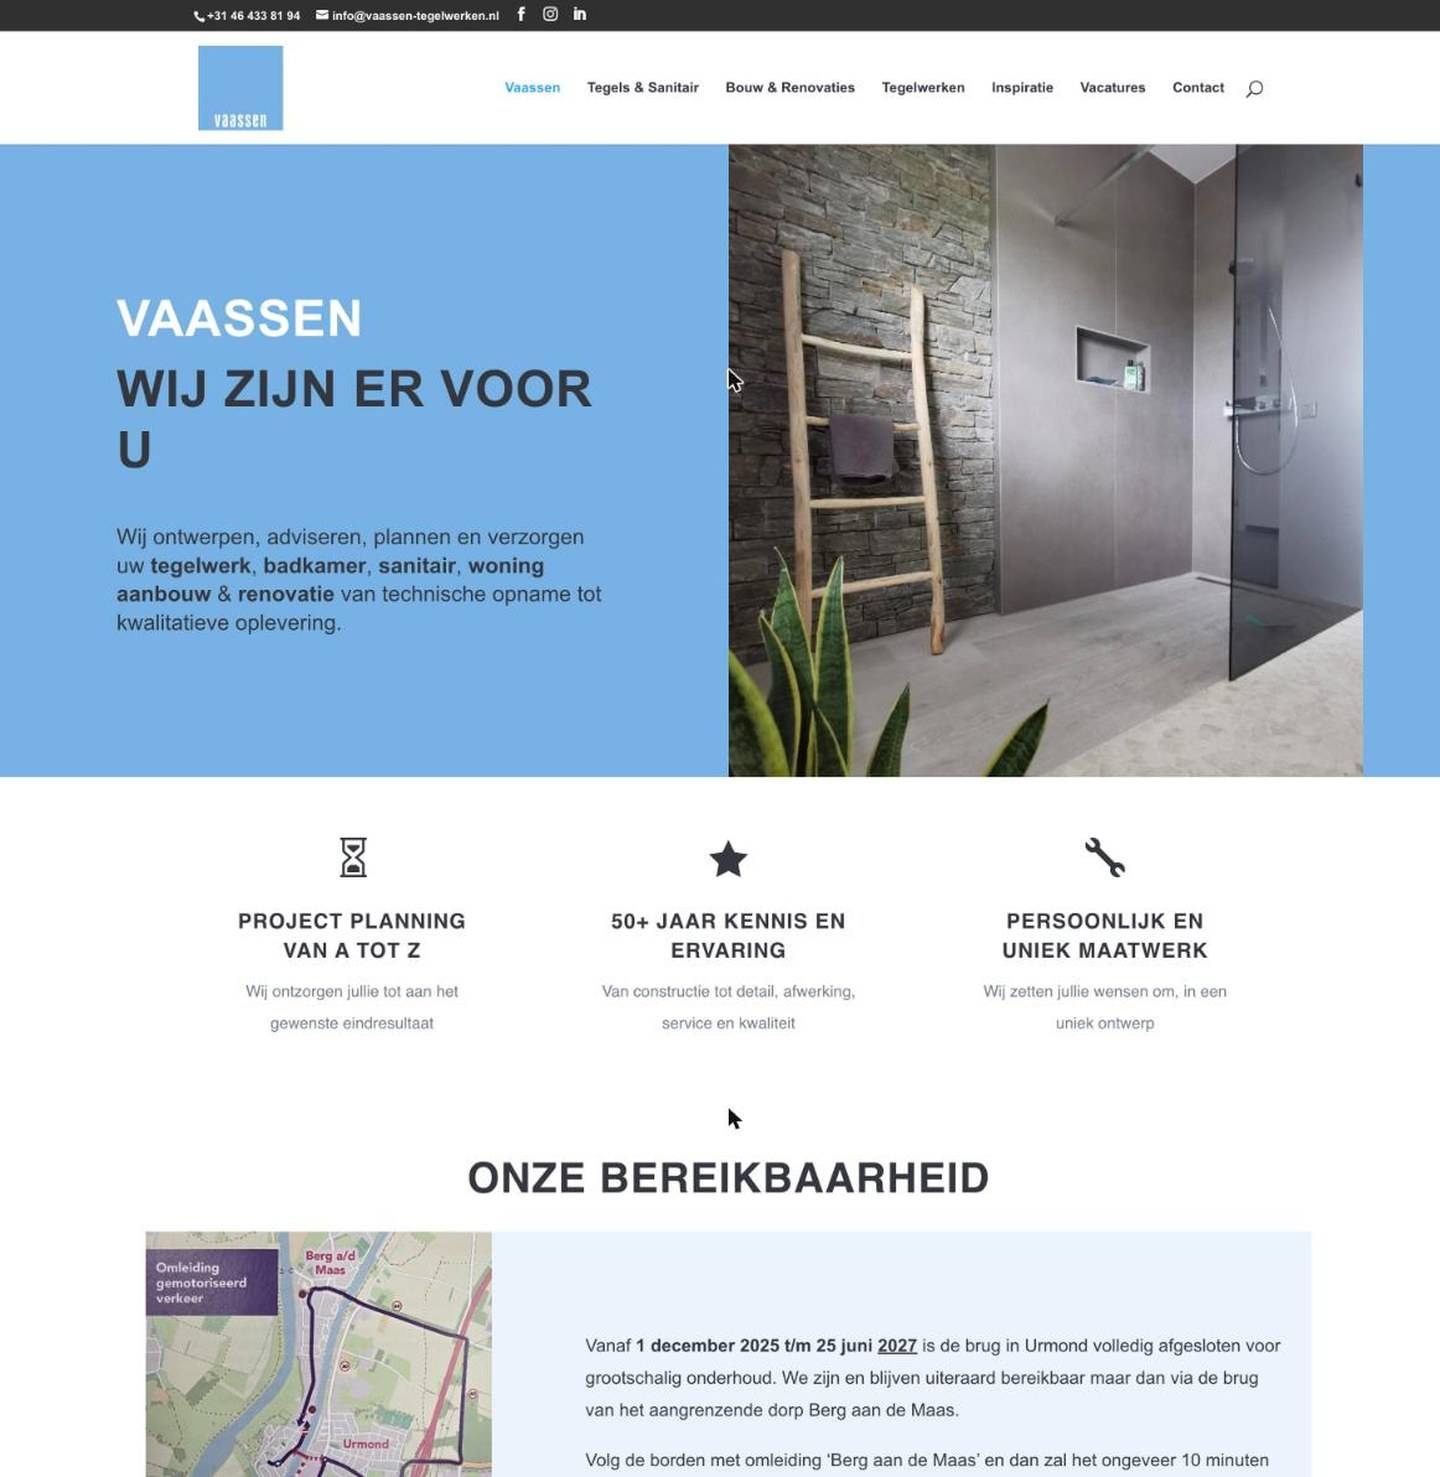 +31 46 433 81 94 info@vaassen-tegelwerken.nl
vaassen
Vaassen Tegels & Sanitair Bouw & Renovaties Tegelwerken Inspiratie Vacatures Contact
VAASSEN
WIJ ZIJN ER VOOR
U
Wij ontwerpen, adviseren, plannen en verzorgen
uw tegelwerk, badkamer, sanitair, woning
aanbouw & renovatie van technische opname tot
kwalitatieve oplevering.
PROJECT PLANNING
VAN A TOT Z
Wij ontzorgen jullie tot aan het
gewenste eindresultaat
50+ JAAR KENNIS EN
ERVARING
Van constructie tot detail, afwerking,
service en kwaliteit
PERSOONLIJK EN
UNIEK MAATWERK
Wij zetten jullie wensen om, in een
uniek ontwerp
ONZE BEREIKBAARHEID
Omleiding
gemotoriseerd
verkeer
Berg a/d
Maas
Urmond
Vanaf 1 december 2025 t/m 25 juni 2027 is de brug in Urmond volledig afgesloten voor
grootschalig onderhoud. We zijn en blijven uiteraard bereikbaar maar dan via de brug
van het aangrenzende dorp Berg aan de Maas.
Volg de borden met omleiding ‘Berg aan de Maas’ en dan zal het ongeveer 10 minuten